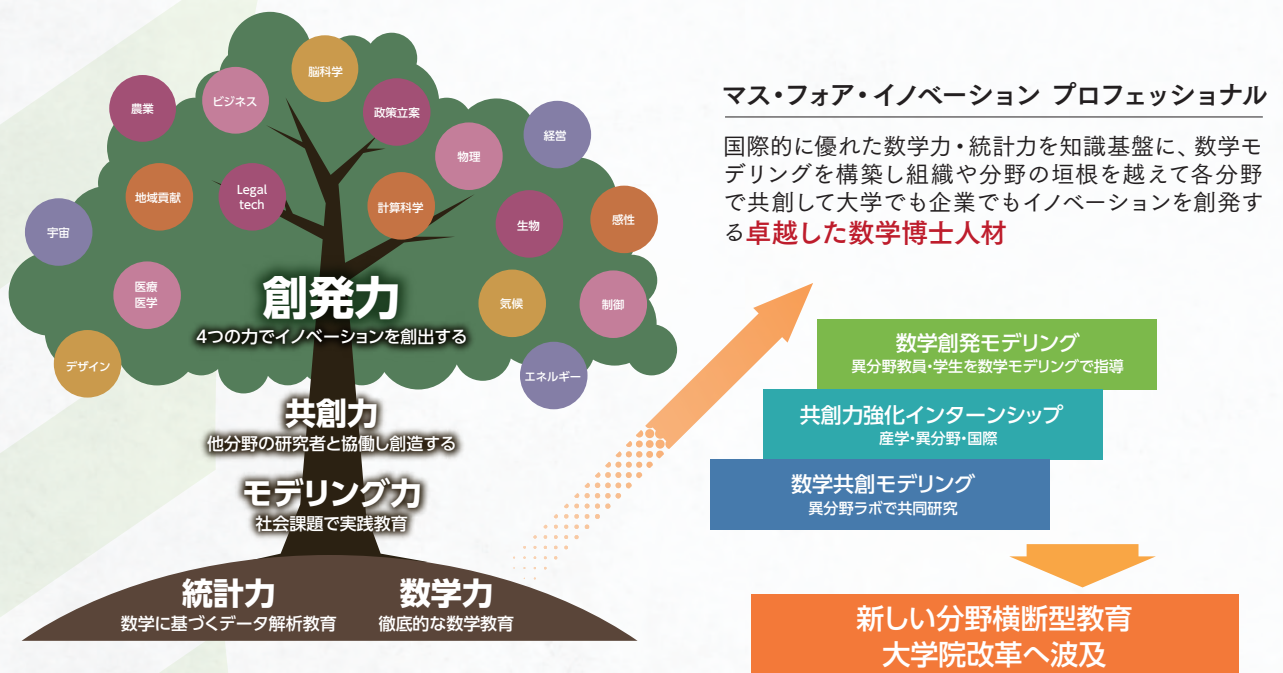 脳科学
農業
ビジネス
政策立案
経営
物理
地域貢献
Legal
tech
計算科学
生物
感性
宇宙
医療
医学
気候
制御
デザイン
エネルギー
創発力
4つの力でイノベーションを創出する
共創力
他分野の研究者と協働し創造する
モデリング力
社会課題で実践教育
統計力
数学に基づくデータ解析教育
数学力
徹底的な数学教育
マス・フォア・イノベーション プロフェッショナル
国際的に優れた数学力・統計力を知識基盤に、数学モ
デリングを構築し組織や分野の垣根を越えて各分野
で共創して大学でも企業でもイノベーションを創発す
る卓越した数学博士人材
数学創発モデリング
異分野教員・学生を数学モデリングで指導
共創力強化インターンシップ
産学・異分野・国際
数学共創モデリング
異分野ラボで共同研究
新しい分野横断型教育
大学院改革へ波及